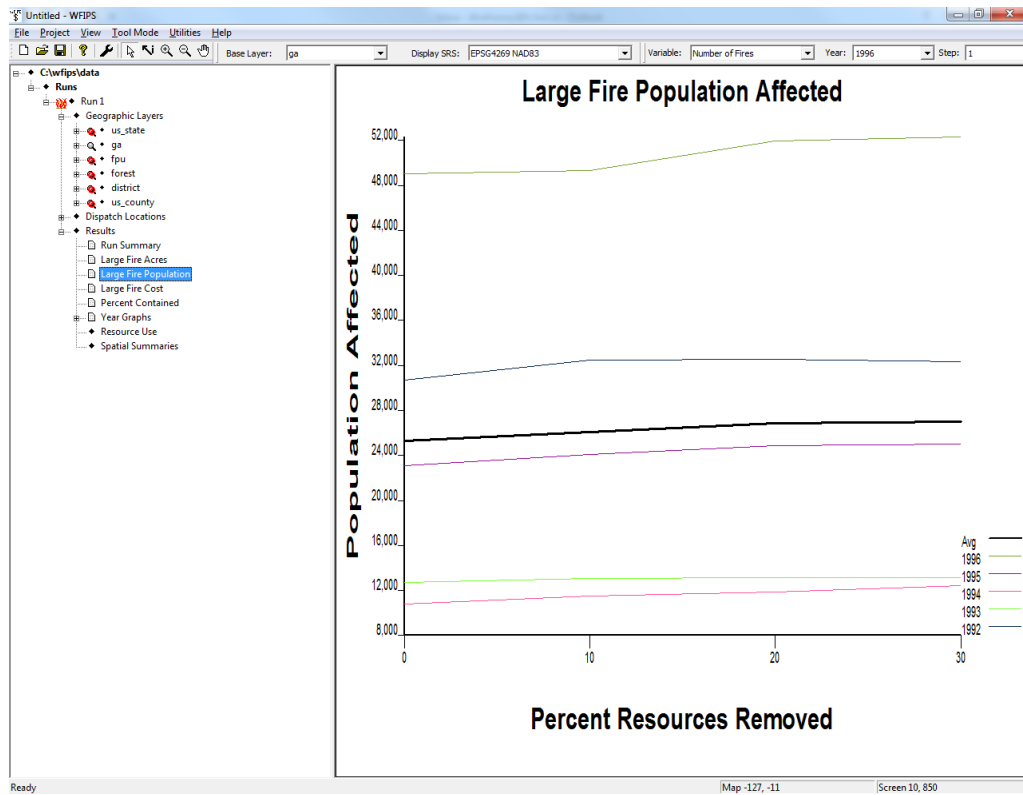 Untitled - WFIPS
File Project View Tool Mode Utilities Help
Base Layer: ga Display SRS: EPSG4269 NAD83 Variable: Number of Fires Year: 1996 Step: 1
C:\wfips\data
Runs
Run 1
Geographic Layers
us_state
ga
fpu
forest
district
us_county
Dispatch Locations
Results
Run Summary
Large Fire Acres
Large Fire Population
Large Fire Cost
Percent Contained
Year Graphs
Resource Use
Spatial Summaries
Large Fire Population Affected
Population Affected
52,000
48,000
44,000
40,000
36,000
32,000
28,000
24,000
20,000
16,000
12,000
8,000
0 10 20 30
Percent Resources Removed
Avg
1996
1995
1994
1993
1992
Ready Map -127, -11 Screen 10, 850